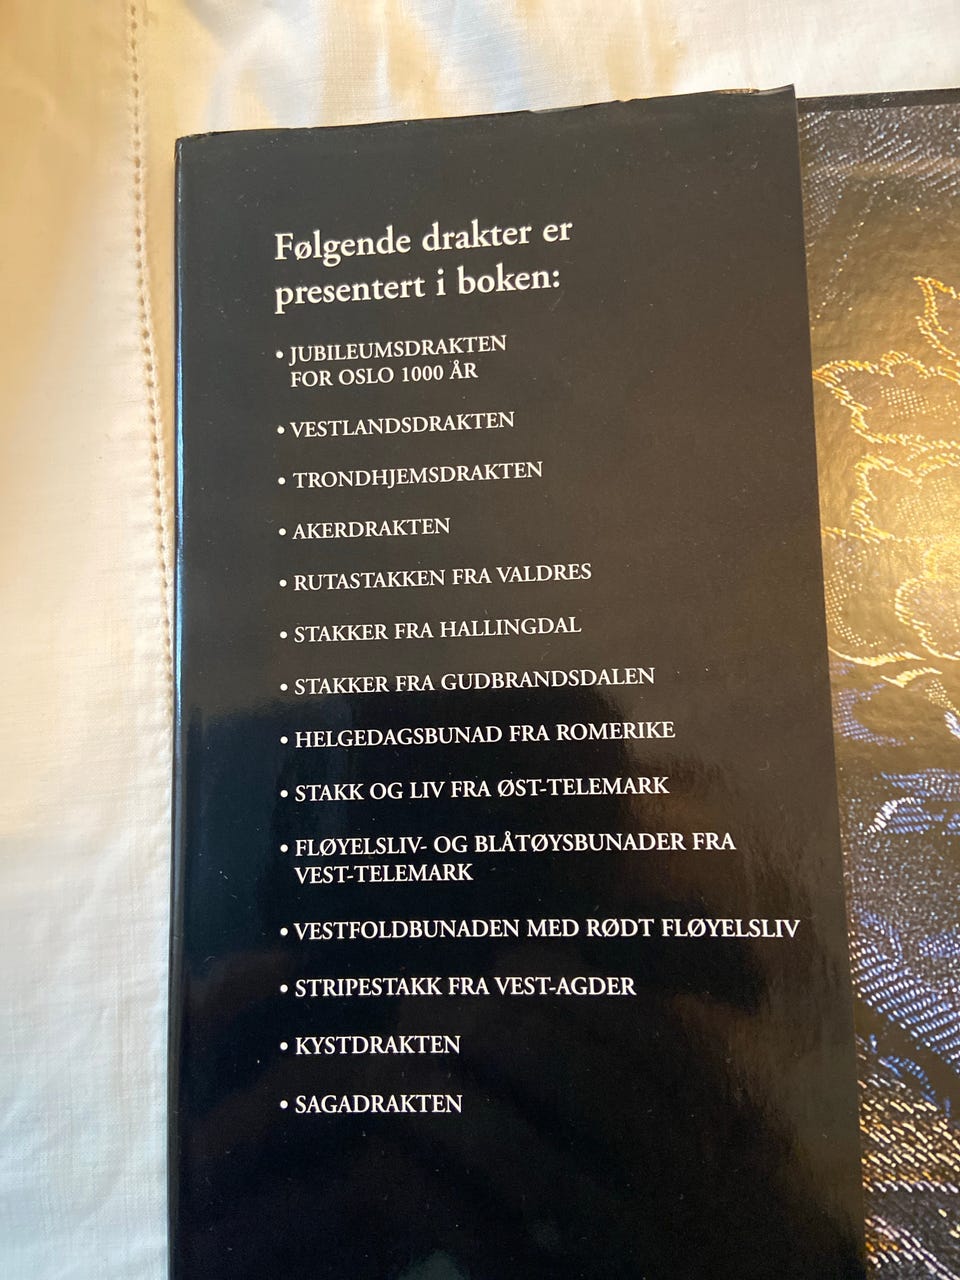 Følgende drakter er
presentert i boken:
• JUBILEUMSDRAKTEN
FOR OSLO 1000 ÅR
• VESTLANDSDRAKTEN
• TRONDHJEMSDRAKTEN
• AKERDRAKTEN
• RUTASTAKKEN FRA VALDRES
• STAKKER FRA HALLINGDAL
• STAKKER FRA GUDBRANDSDALEN
• HELGEDAGSBUNAD FRA ROMERIKE
• STAKK OG LIV FRA ØST-TELEMARK
• FLØYELSLIV- OG BLÅTØYSBUNADER FRA
VEST-TELEMARK
• VESTFOLDBUNADEN MED RØDT FLØYELSLIV
• STRIPESTAKK FRA VEST-AGDER
• KYSTDRAKTEN
• SAGADRAKTEN